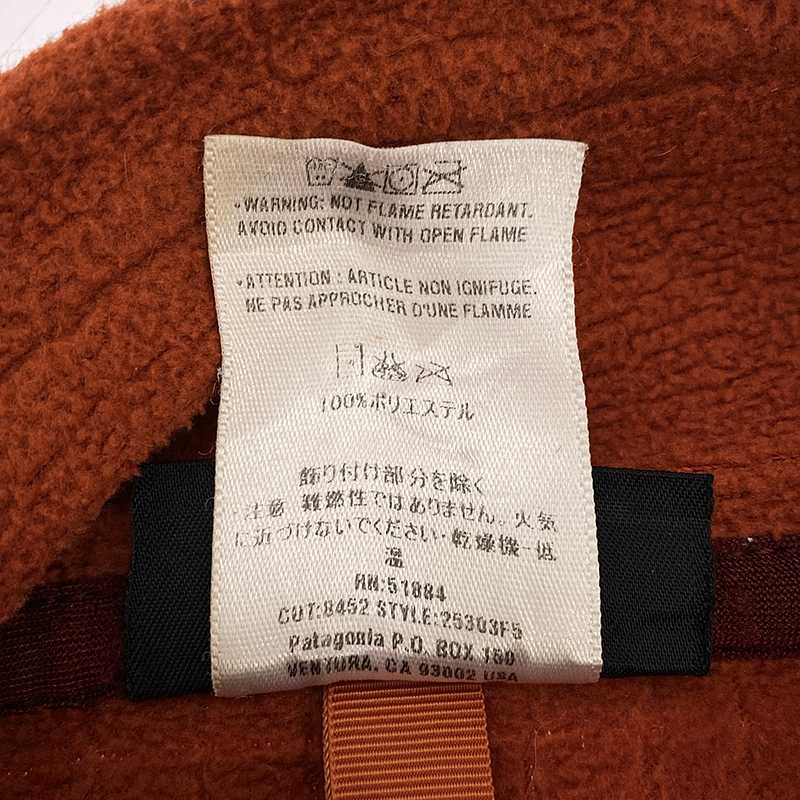 •WARNING: NOT FLAME RETARDANT.
AVOID CONTACT WITH OPEN FLAME
•ATTENTION : ARTICLE NON IGNIFUGE.
NE PAS APPROCHER D'UNE FLAMME
100%ポリエステル
飾り付け部分を除く
・注意 難燃性ではありません。火気
に近づけないでください・乾燥機－低
温
RN:51884
CUT:8452 STYLE:25303F5
Patagonia P.O. BOX 150
VENTURA, CA 93002 USA